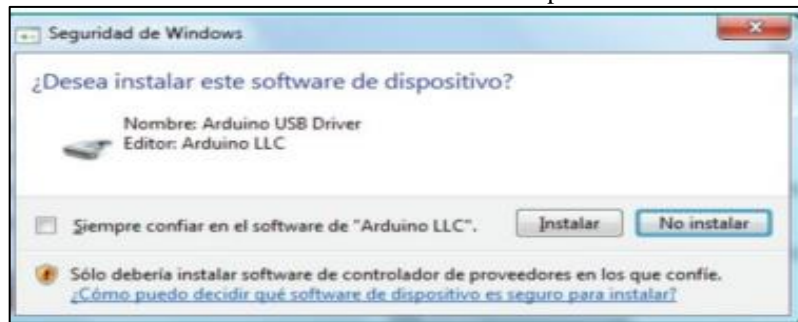 Seguridad de Windows
¿Desea instalar este software de dispositivo?
Nombre: Arduino USB Driver
Editor: Arduino LLC
Siempre confiar en el software de "Arduino LLC".
Instalar
No instalar
Sólo debería instalar software de controlador de proveedores en los que confíe.
¿Cómo puedo decidir qué software de dispositivo es seguro para instalar?